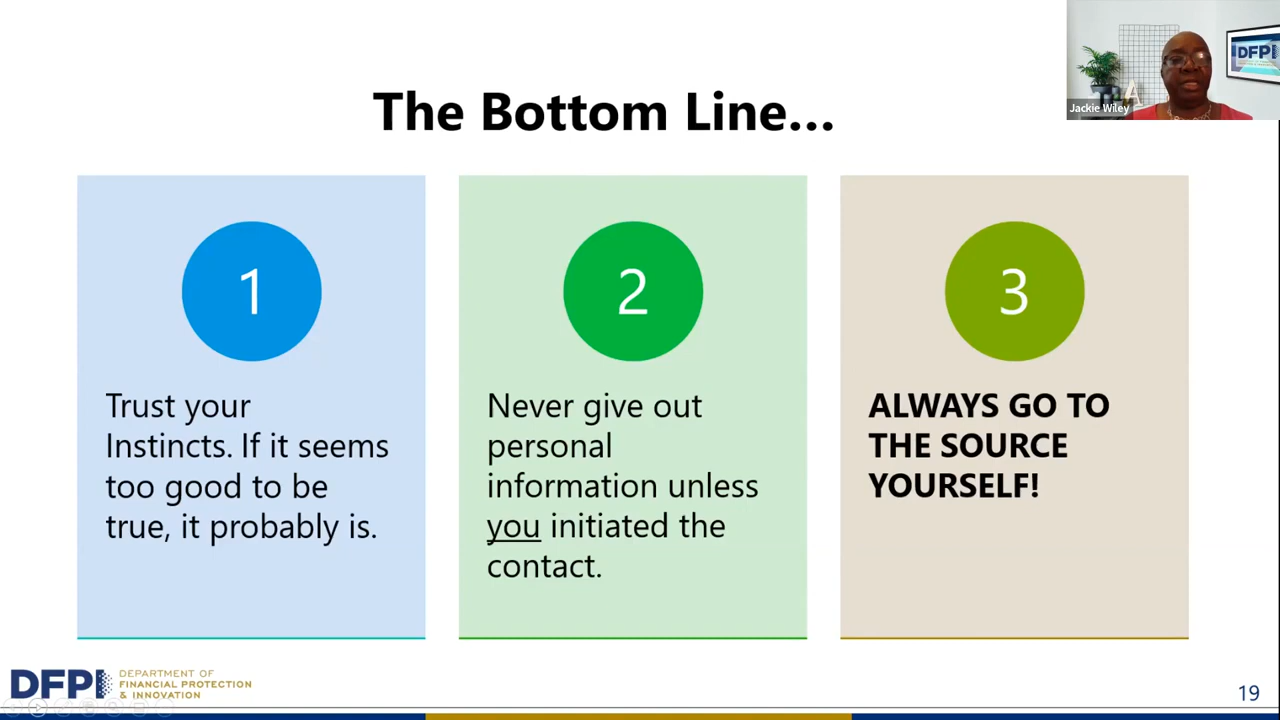 DFPI
Jackie Wiley
The Bottom Line...
1
Trust your
Instincts. If it seems
too good to be
true, it probably is.
2
Never give out
personal
information unless
you initiated the
contact.
3
ALWAYS GO TO
THE SOURCE
YOURSELF!
DFPI
DEPARTMENT OF
FINANCIAL PROTECTION
& INNOVATION
19